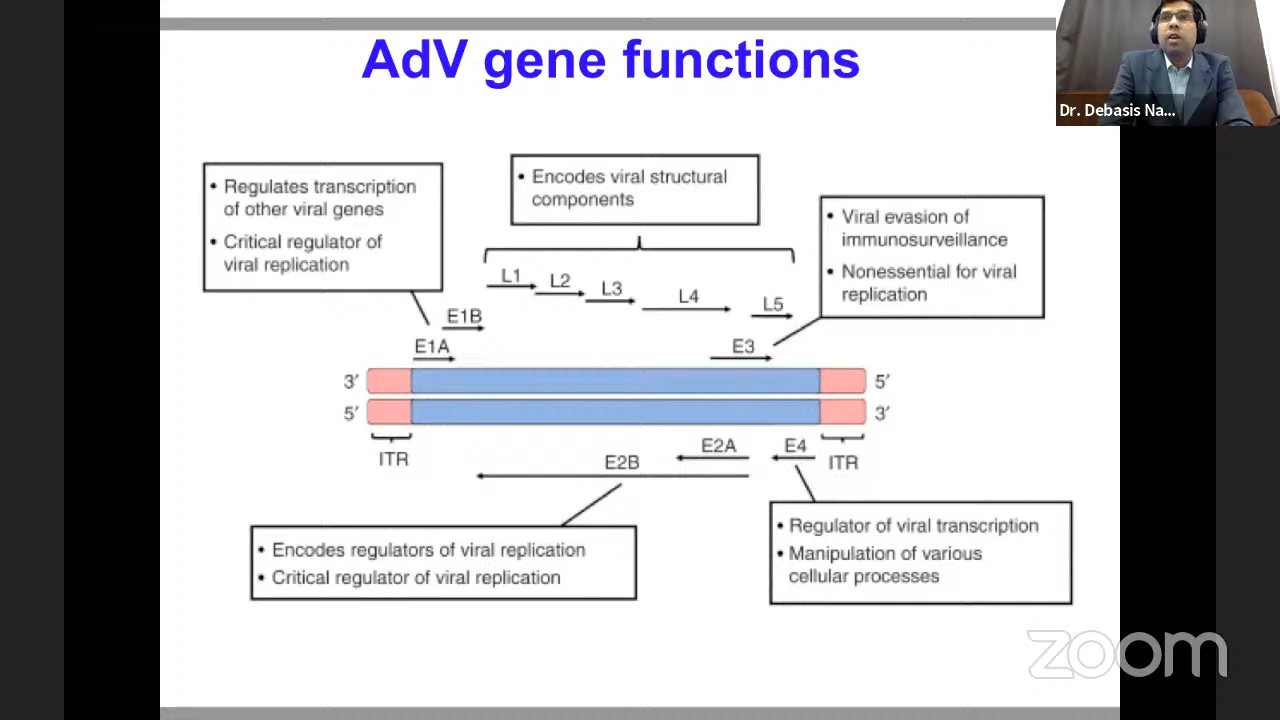 AdV gene functions
Dr. Debasis Na...
• Regulates transcription
of other viral genes
• Critical regulator of
viral replication
• Encodes viral structural
components
• Viral evasion of
immunosurveillance
• Nonessential for viral
replication
L1
L2
L3
L4
L5
E1B
E1A
E3
3′
5′
5′
3′
ITR
E2B
E2A
E4
ITR
• Encodes regulators of viral replication
• Critical regulator of viral replication
• Regulator of viral transcription
• Manipulation of various
cellular processes
zoom